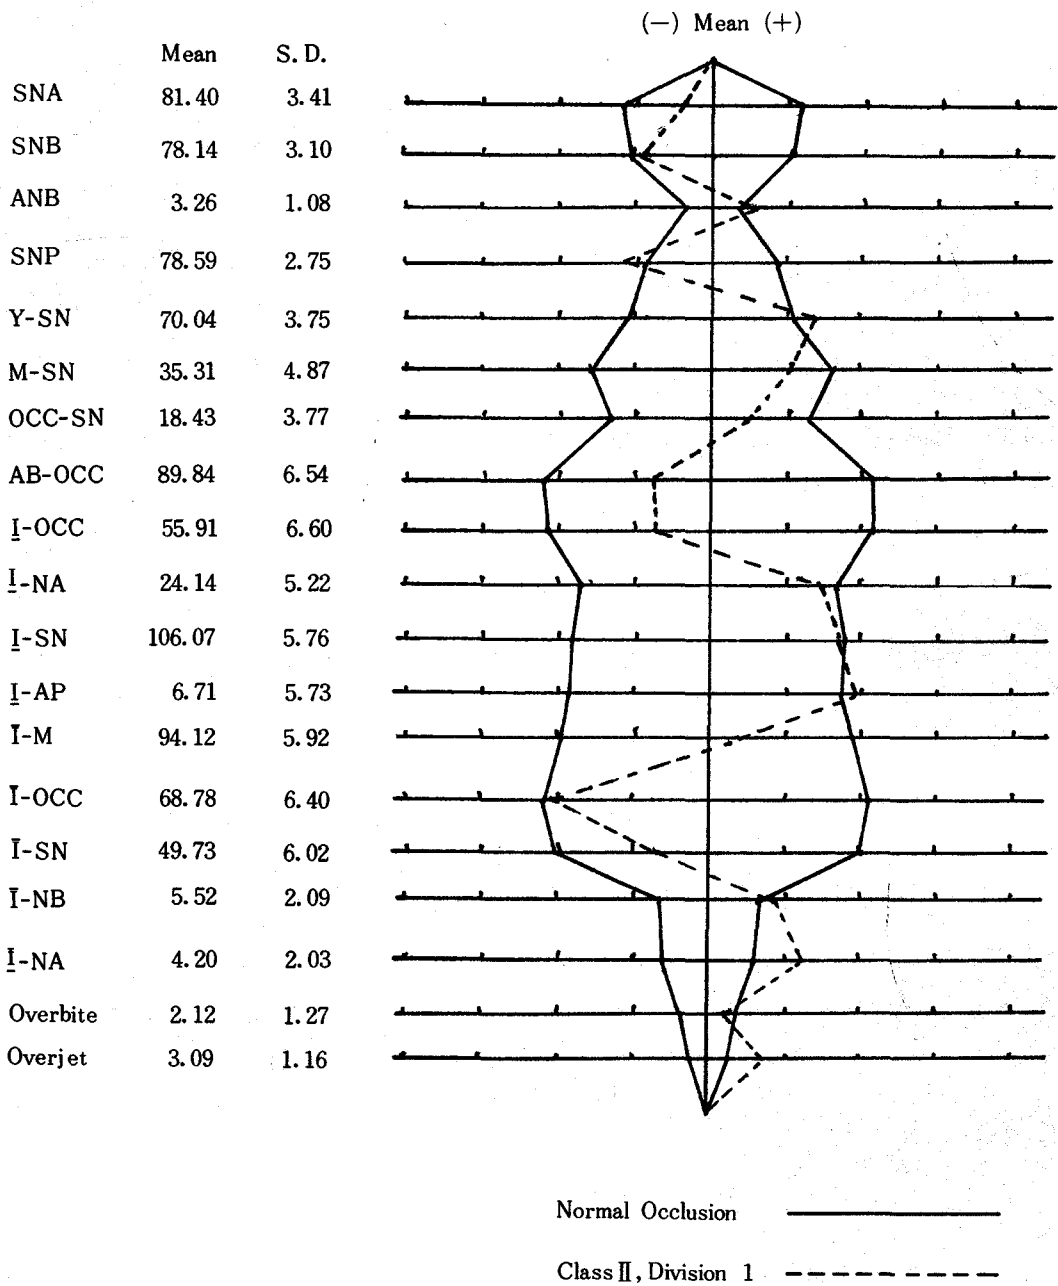 (−) Mean (+)
Mean S. D.
SNA 81.40 3.41
SNB 78.14 3.10
ANB 3.26 1.08
SNP 78.59 2.75
Y-SN 70.04 3.75
M-SN 35.31 4.87
OCC-SN 18.43 3.77
AB-OCC 89.84 6.54
I̲-OCC 55.91 6.60
I̲-NA 24.14 5.22
I̲-SN 106.07 5.76
I̲-AP 6.71 5.73
Ī-M 94.12 5.92
Ī-OCC 68.78 6.40
Ī-SN 49.73 6.02
Ī-NB 5.52 2.09
I̲-NA 4.20 2.03
Overbite 2.12 1.27
Overjet 3.09 1.16
Normal Occlusion
Class Ⅱ, Division 1